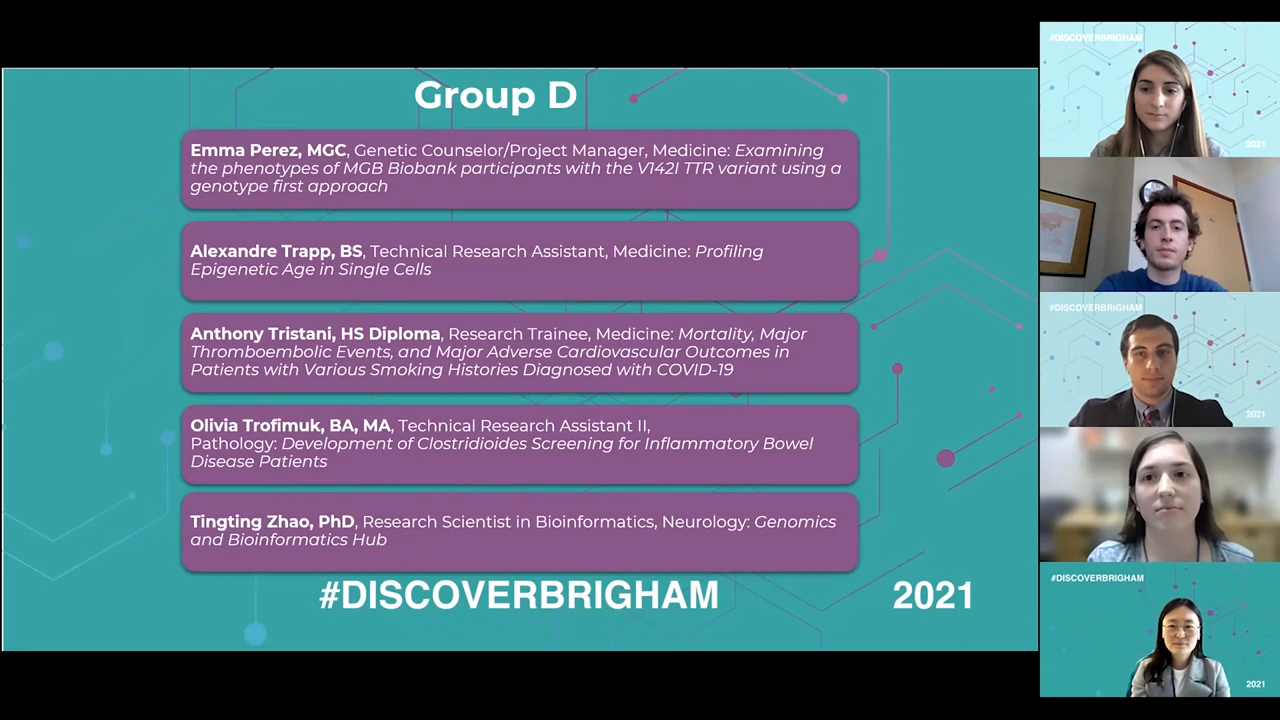 Group D
Emma Perez, MGC, Genetic Counselor/Project Manager, Medicine: Examining
the phenotypes of MGB Biobank participants with the V142I TTR variant using a
genotype first approach
Alexandre Trapp, BS, Technical Research Assistant, Medicine: Profiling
Epigenetic Age in Single Cells
Anthony Tristani, HS Diploma, Research Trainee, Medicine: Mortality, Major
Thromboembolic Events, and Major Adverse Cardiovascular Outcomes in
Patients with Various Smoking Histories Diagnosed with COVID-19
Olivia Trofimuk, BA, MA, Technical Research Assistant II,
Pathology: Development of Clostridioides Screening for Inflammatory Bowel
Disease Patients
Tingting Zhao, PhD, Research Scientist in Bioinformatics, Neurology: Genomics
and Bioinformatics Hub
#DISCOVERBRIGHAM 2021
#DISCOVERBRIGHAM
2021
#DISCOVERBRIGHAM
2021
#DISCOVERBRIGHAM
2021